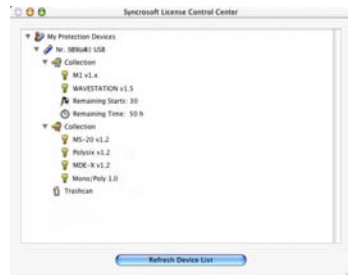 Syncrosoft License Control Center
My Protection Devices
Nr. USB
Collection
M1 v1.x
WAVESTATION v1.5
Remaining Starts: 30
Remaining Time: 50 h
Collection
MS-20 v1.2
Polysix v1.2
MDE-X v1.2
Mono/Poly 1.0
Trashcan
Refresh Device List